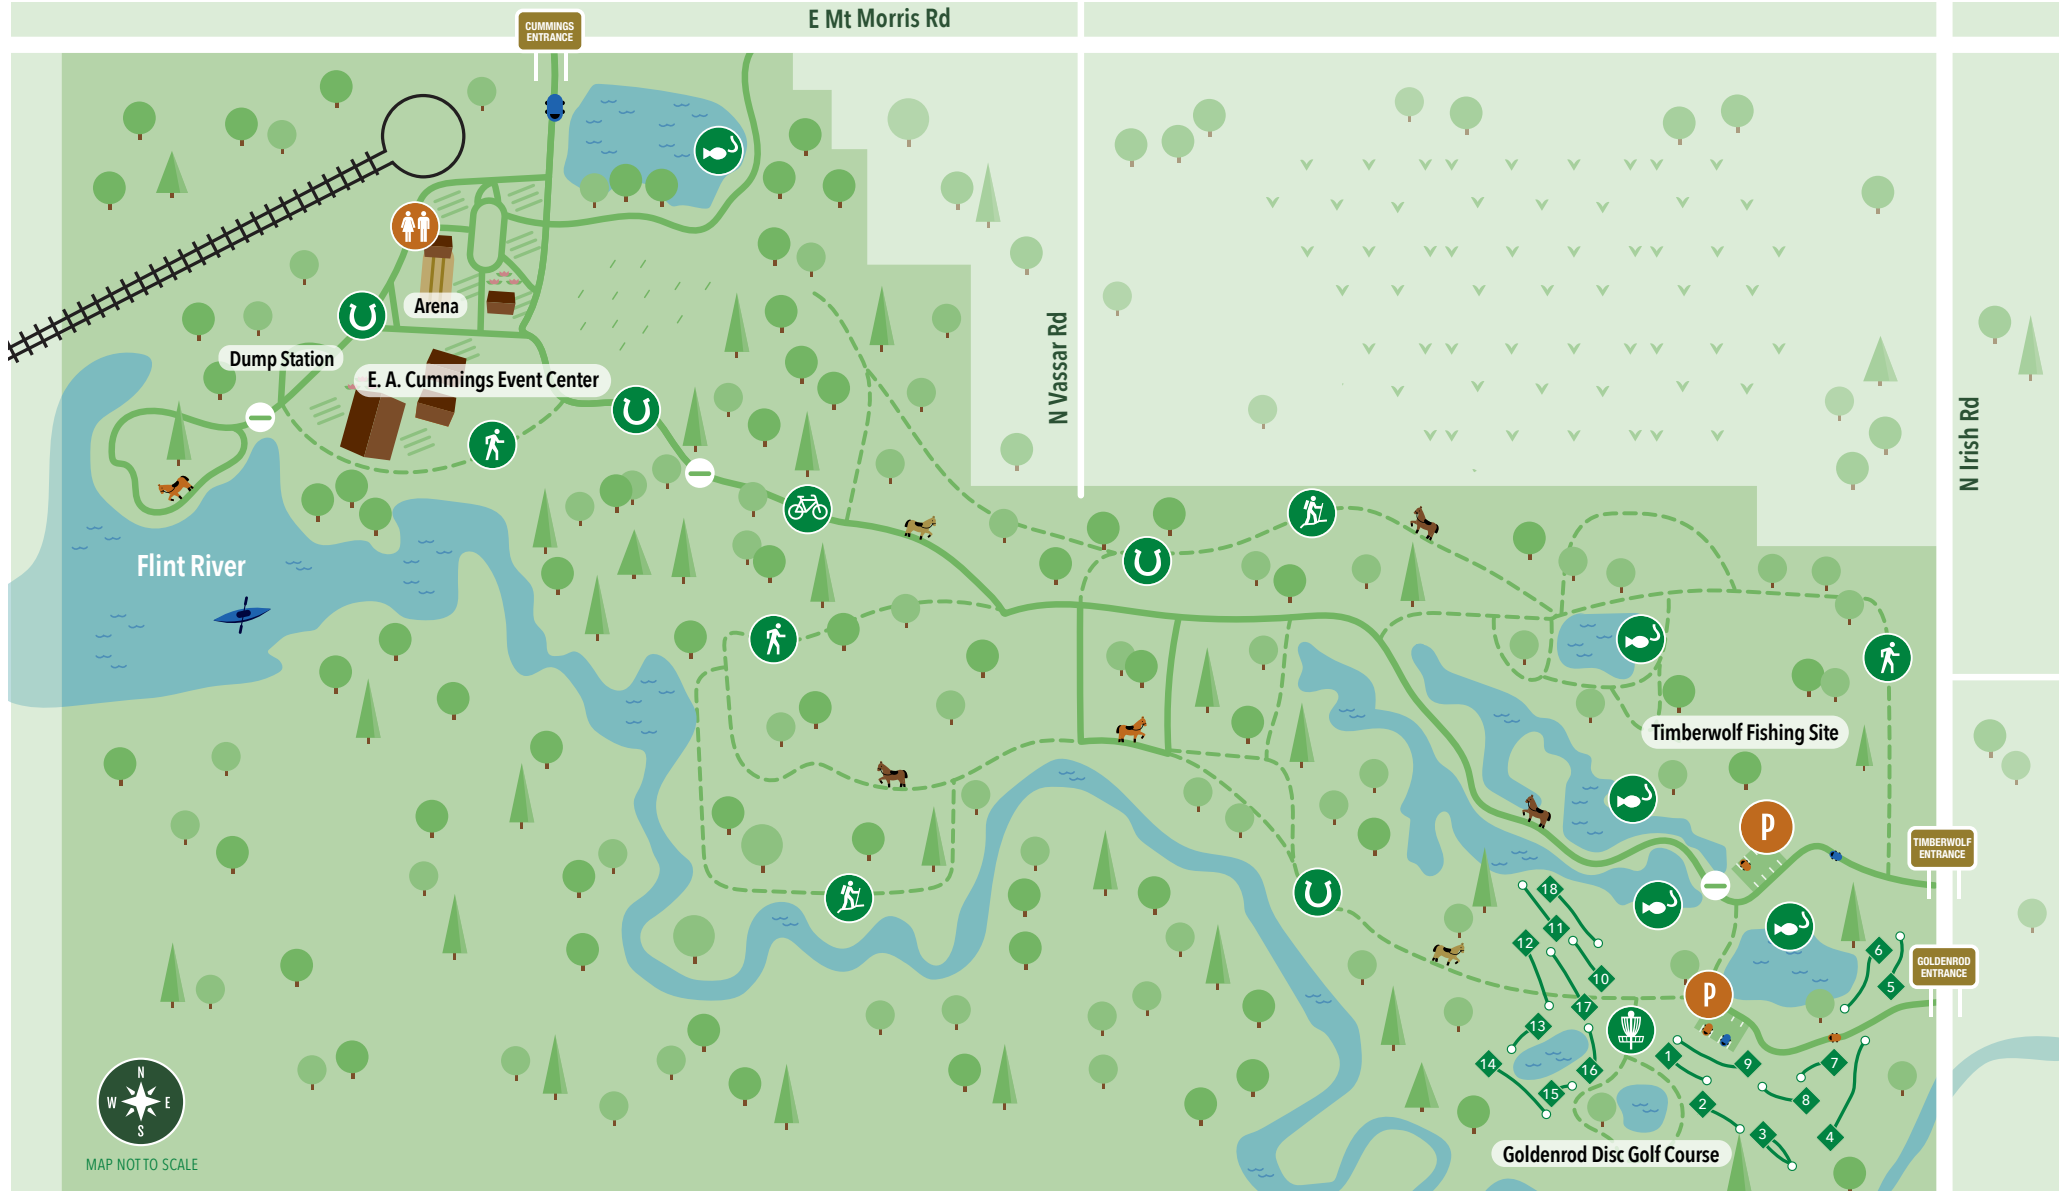 E Mt Morris Rd
CUMMINGS
ENTRANCE
Arena
Dump Station
E. A. Cummings Event Center
N Vassar Rd
N Irish Rd
Flint River
Timberwolf Fishing Site
P
TIMBERWOLF
ENTRANCE
18
11
12
10
17
13
14
16
15
P
6
5
GOLDENROD
ENTRANCE
1
9
7
2
8
3
4
Goldenrod Disc Golf Course
N
W E
S
MAP NOT TO SCALE